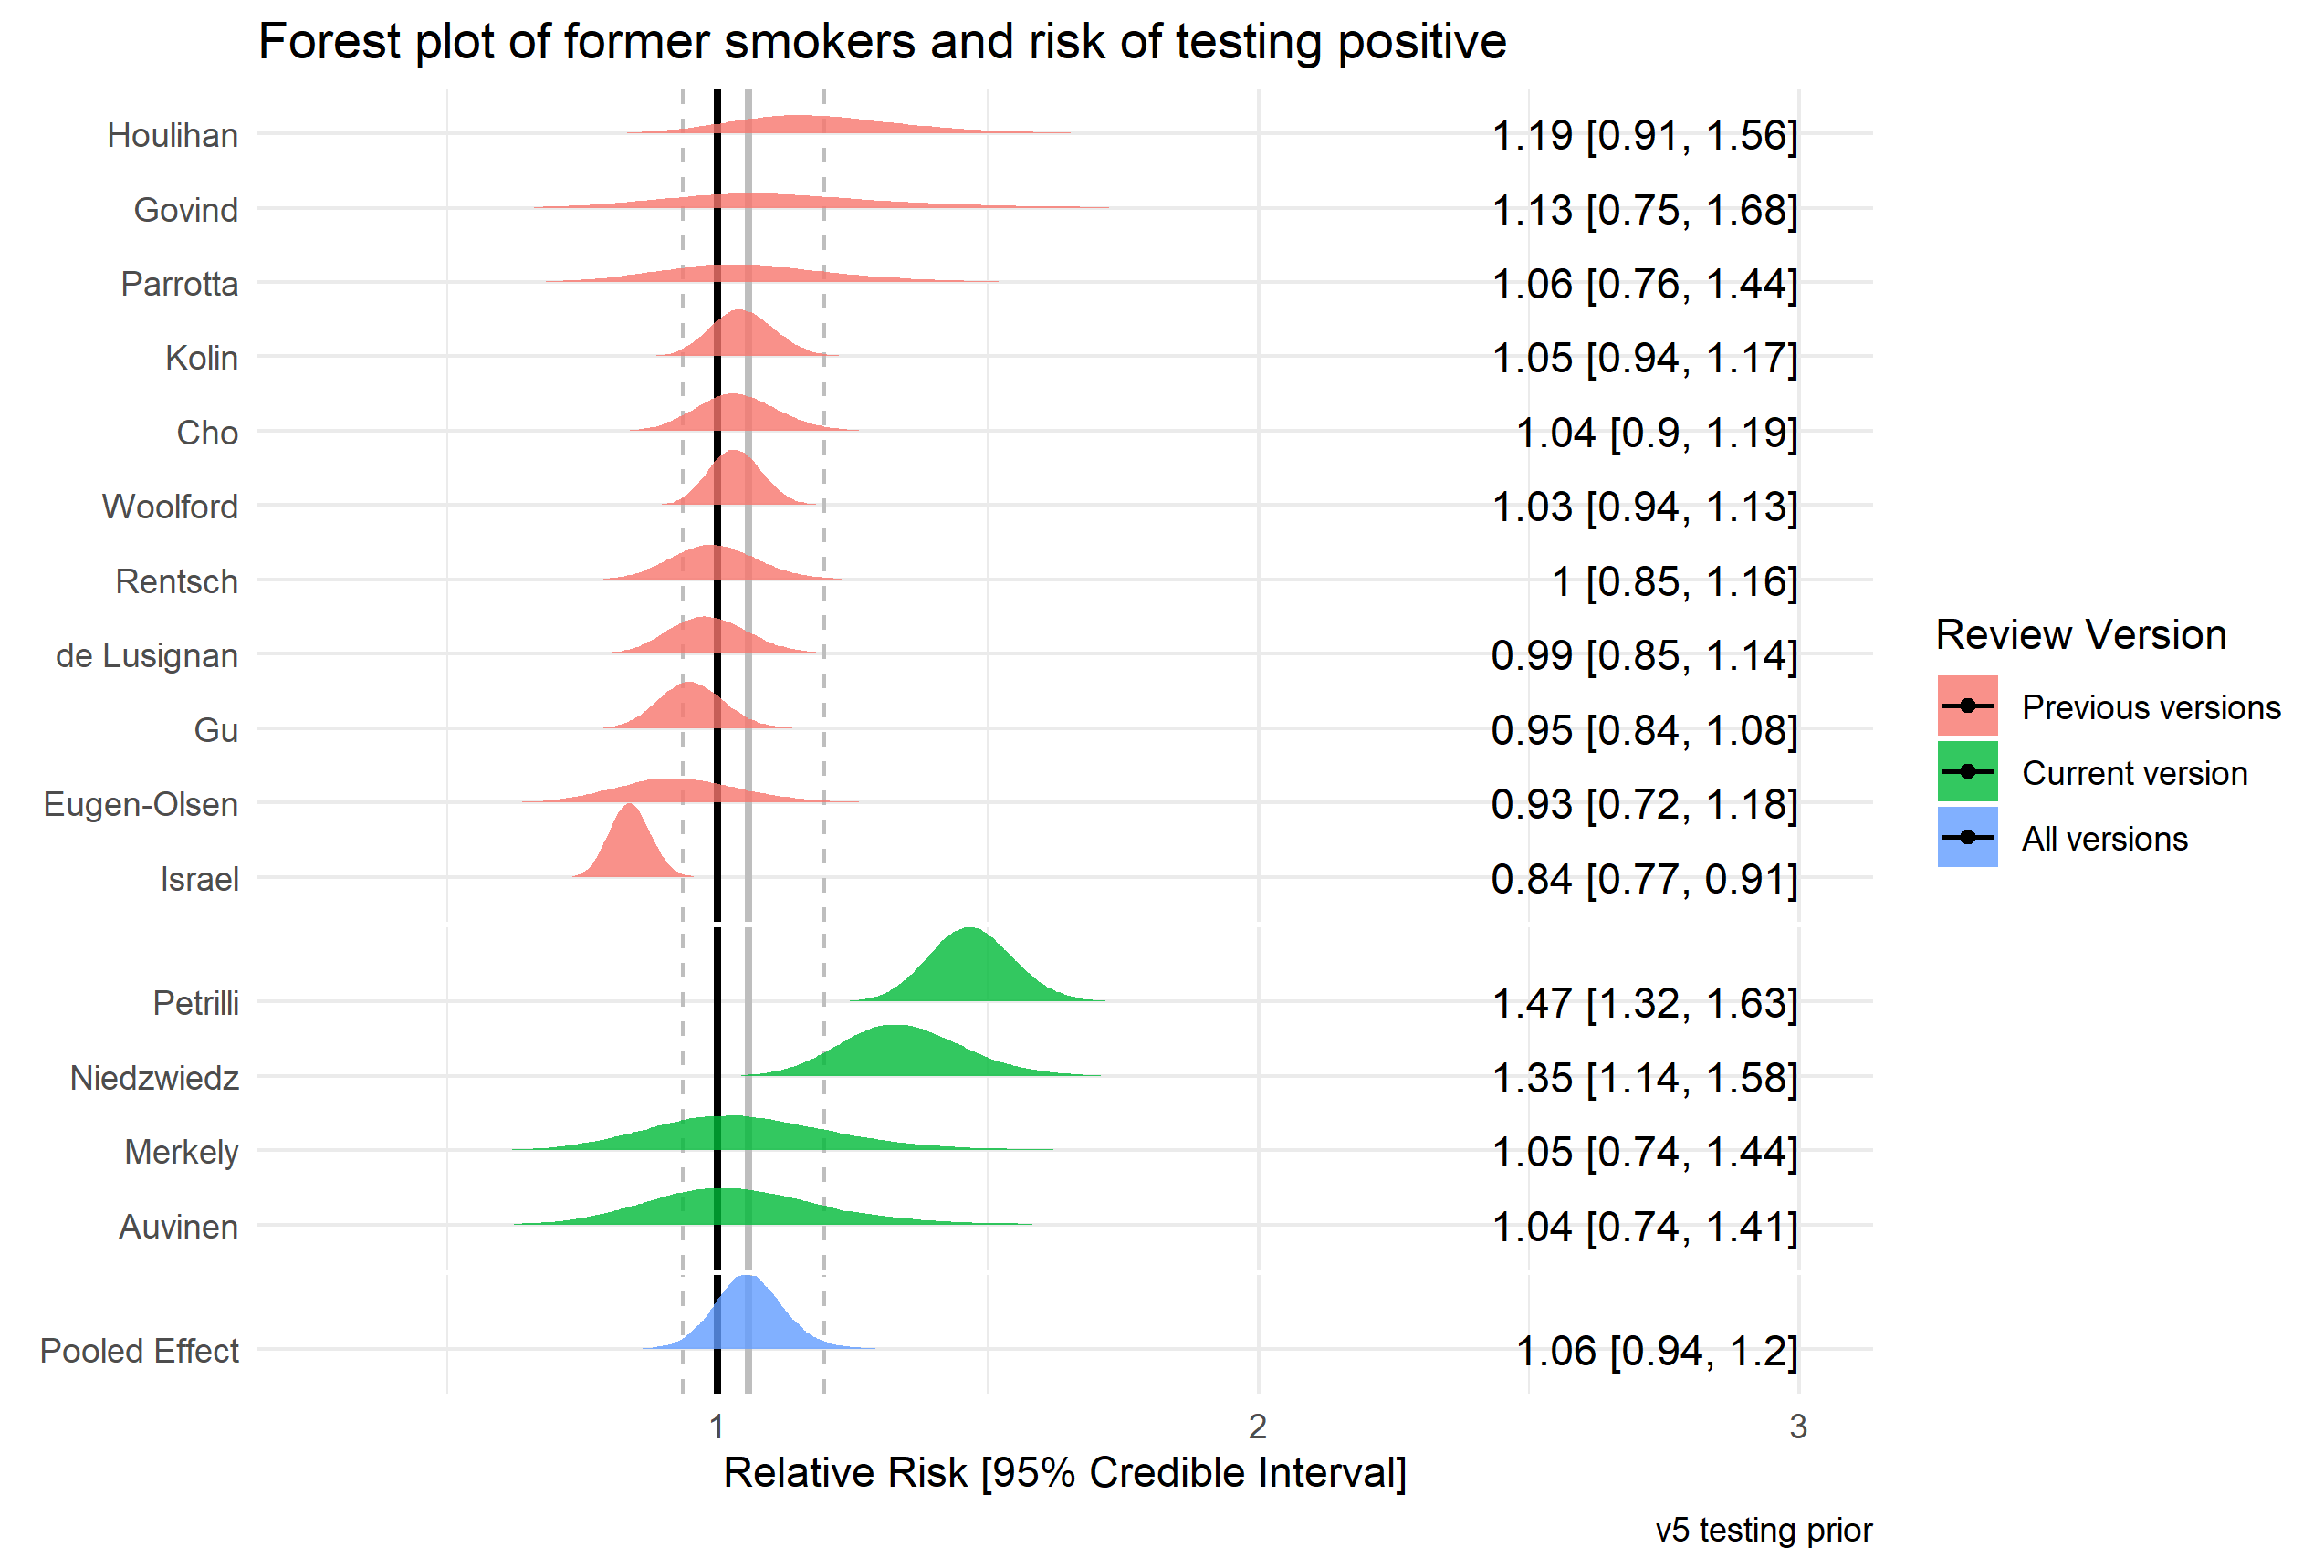 Forest plot of former smokers and risk of testing positive
Houlihan 1.19 [0.91, 1.56]
Govind 1.13 [0.75, 1.68]
Parrotta 1.06 [0.76, 1.44]
Kolin 1.05 [0.94, 1.17]
Cho 1.04 [0.9, 1.19]
Woolford 1.03 [0.94, 1.13]
Rentsch 1 [0.85, 1.16]
de Lusignan 0.99 [0.85, 1.14]
Gu 0.95 [0.84, 1.08]
Eugen-Olsen 0.93 [0.72, 1.18]
Israel 0.84 [0.77, 0.91]
Petrilli 1.47 [1.32, 1.63]
Niedzwiedz 1.35 [1.14, 1.58]
Merkely 1.05 [0.74, 1.44]
Auvinen 1.04 [0.74, 1.41]
Pooled Effect 1.06 [0.94, 1.2]
1 2 3
Relative Risk [95% Credible Interval]
v5 testing prior
Review Version
Previous versions
Current version
All versions